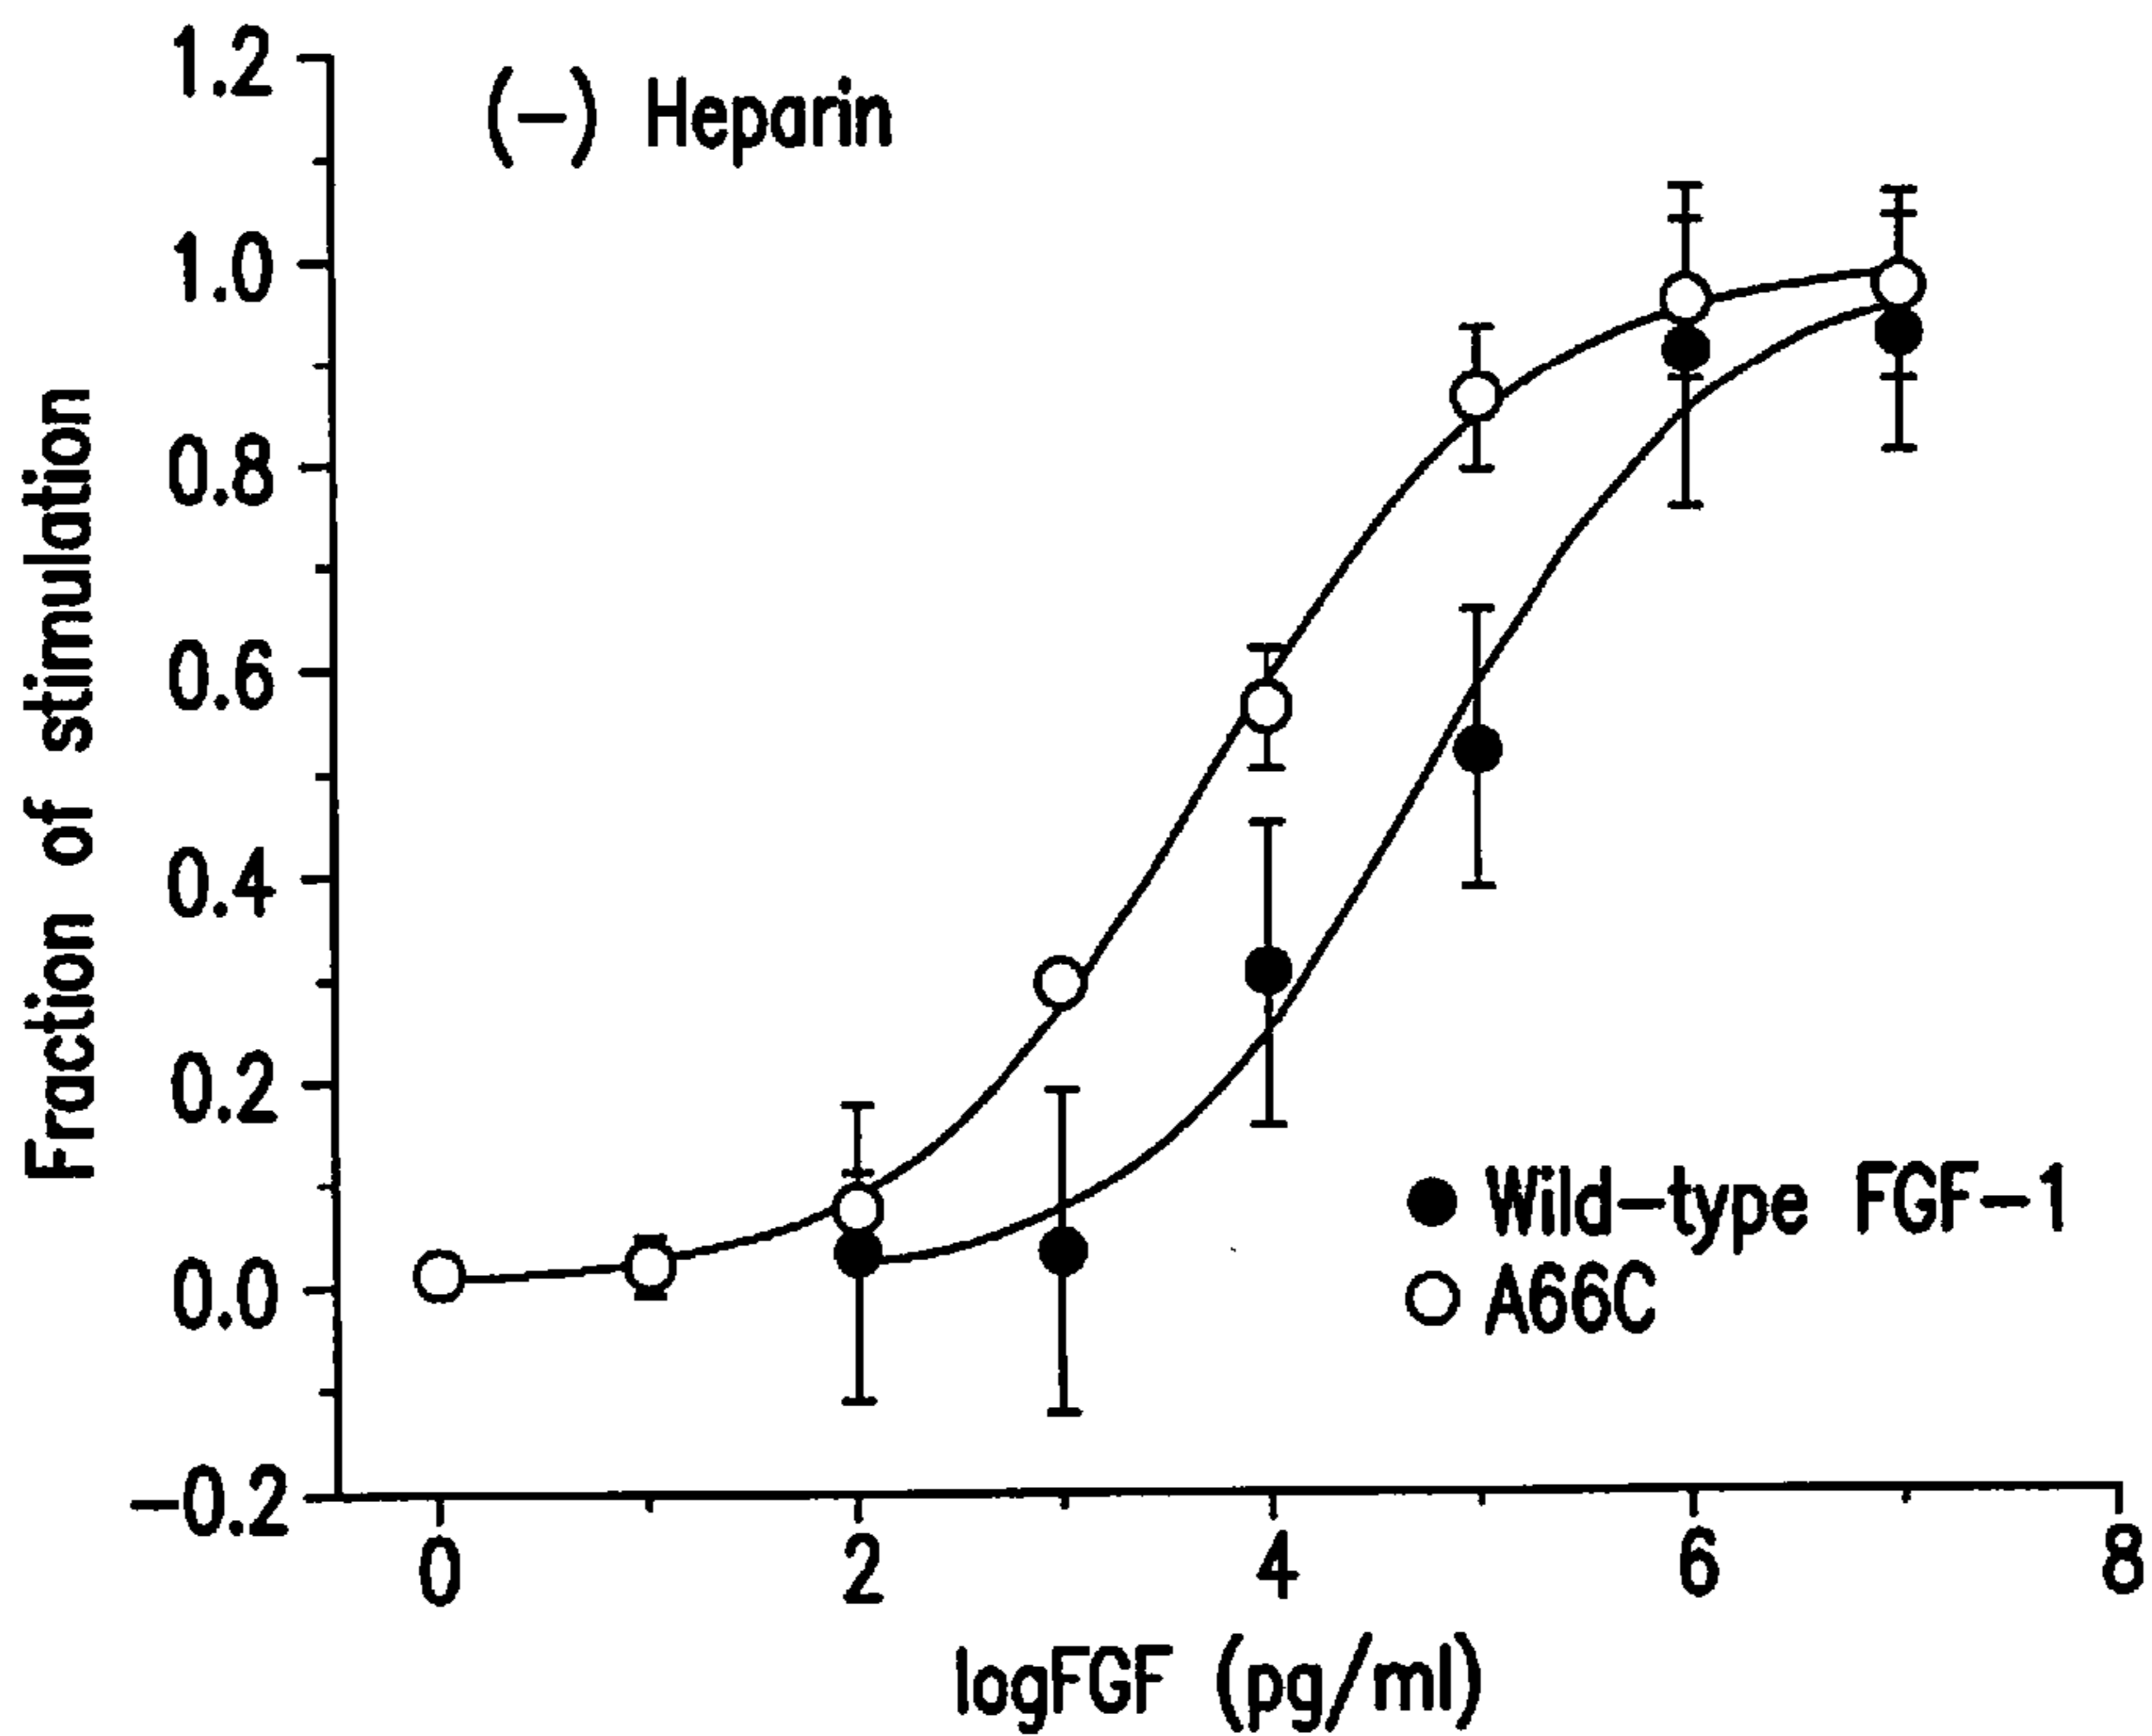 (-) Heparin
1.2
1.0
0.8
0.6
0.4
0.2
0.0
-0.2
Fraction of stimulation
Wild-type FGF-1
A66C
0 2 4 6 8
logFGF (pg/ml)